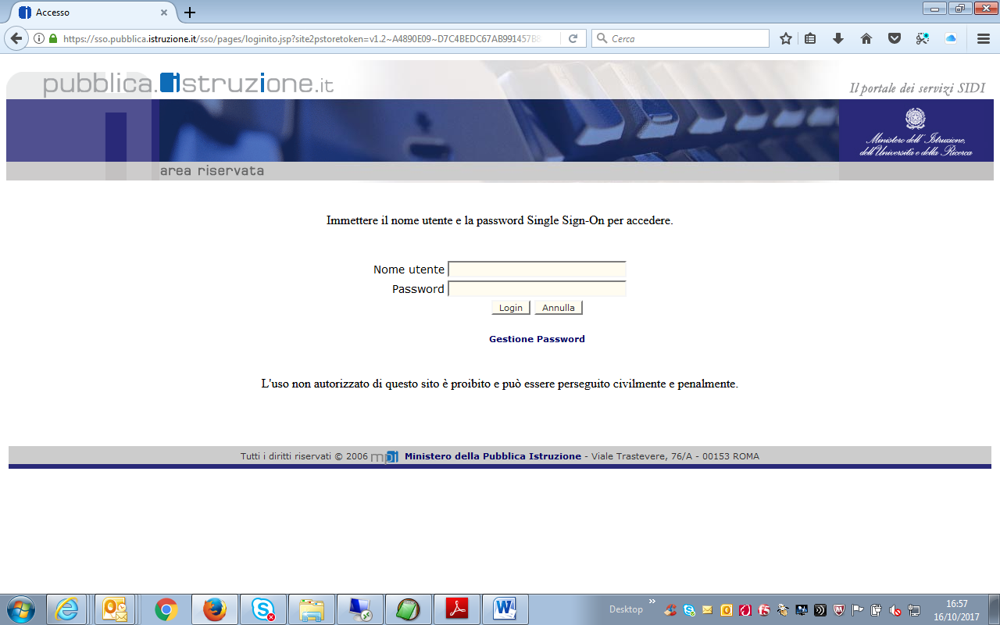 Accesso
https://sso.pubblica.istruzione.it/sso/pages/loginito.jsp?site2pstoretoken=v1.2~A4890E09~D7C4BEDC67AB991457B8
Cerca
pubblica.istruzione.it
Il portale dei servizi SIDI
Ministero dell'Istruzione,
dell'Università e della Ricerca
area riservata
Immettere il nome utente e la password Single Sign-On per accedere.
Nome utente
Password
Login Annulla
Gestione Password
L'uso non autorizzato di questo sito è proibito e può essere perseguito civilmente e penalmente.
Tutti i diritti riservati © 2006 mpi Ministero della Pubblica Istruzione - Viale Trastevere, 76/A - 00153 ROMA
Desktop
16:57
16/10/2017